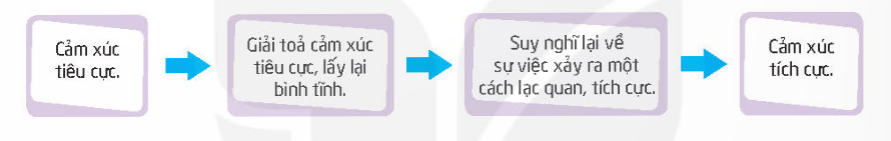 Cảm xúc
tiêu cực.
Giải toả cảm xúc
tiêu cực, lấy lại
bình tĩnh.
Suy nghĩ lại về
sự việc xảy ra một
cách lạc quan, tích cực.
Cảm xúc
tích cực.